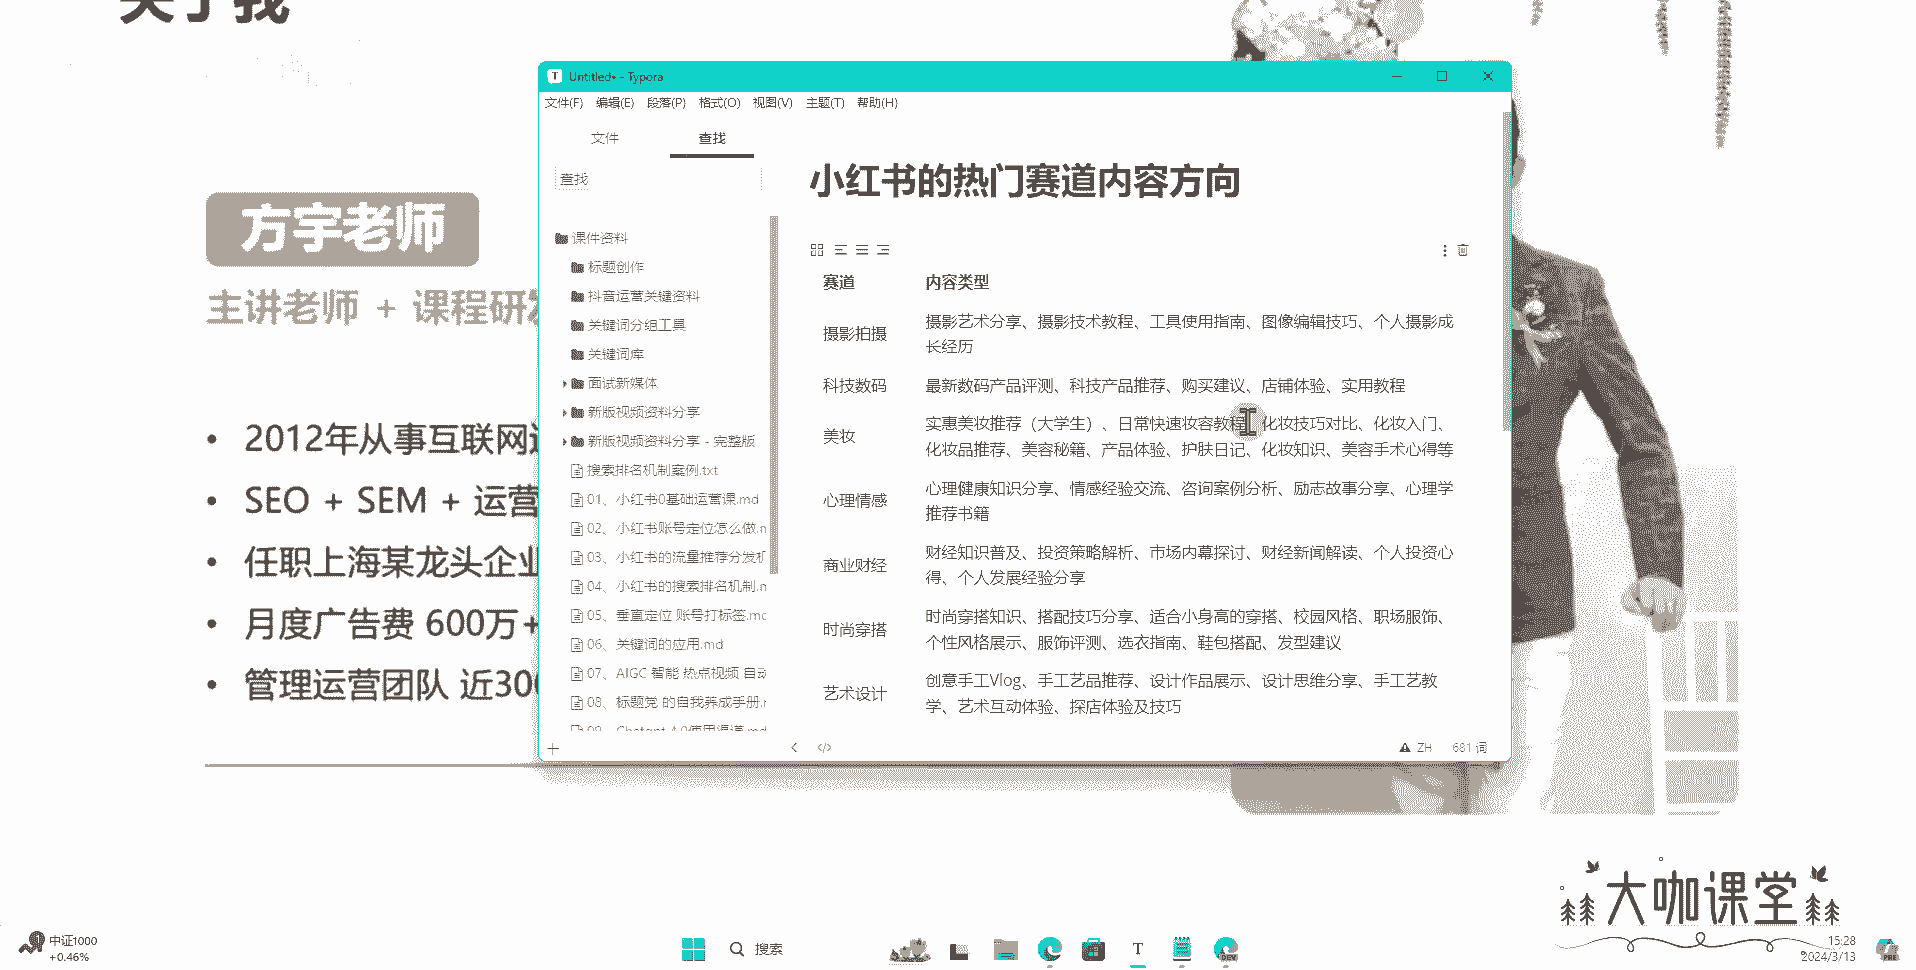 关于我
方宇老师
主讲老师 + 课程研发
2012年从事互联网
SEO + SEM + 运营
任职上海某龙头企业
月度广告费 600万+
管理运营团队 近30
Untitled• - Typora
文件(F) 编辑(E) 段落(P) 格式(O) 视图(V) 主题(T) 帮助(H)
文件 查找
查找
课件资料
标题创作
抖音运营关键资料
关键词分组工具
关键词库
面试新媒体
新版视频资料分享
新版视频资料分享 - 完整版
搜索排名机制案例.txt
01、小红书0基础运营课.md
02、小红书账号定位怎么做.m
03、小红书的流量推荐分发机
04、小红书的搜索排名机制.m
05、垂直定位 账号打标签.md
06、关键词的应用.md
07、AIGC 智能 热点视频 自动
08、标题党 的自我养成手册.m
09、Chatgpt 4.0使用渠道.md
小红书的热门赛道内容方向
赛道 内容类型
摄影拍摄 摄影艺术分享、摄影技术教程、工具使用指南、图像编辑技巧、个人摄影成
长经历
科技数码 最新数码产品评测、科技产品推荐、购买建议、店铺体验、实用教程
美妆 实惠美妆推荐（大学生）、日常快速妆容教程、化妆技巧对比、化妆入门、
化妆品推荐、美容秘籍、产品体验、护肤日记、化妆知识、美容手术心得等
心理情感 心理健康知识分享、情感经验交流、咨询案例分析、励志故事分享、心理学
推荐书籍
商业财经 财经知识普及、投资策略解析、市场内幕探讨、财经新闻解读、个人投资心
得、个人发展经验分享
时尚穿搭 时尚穿搭知识、搭配技巧分享、适合小身高的穿搭、校园风格、职场服饰、
个性风格展示、服饰评测、选衣指南、鞋包搭配、发型建议
艺术设计 创意手工Vlog、手工艺品推荐、设计作品展示、设计思维分享、手工艺教
学、艺术互动体验、探店体验及技巧
ZH 681 词
大咖课堂
中证1000
+0.46%
搜索
DEV
15:28
2024/3/13
PRE